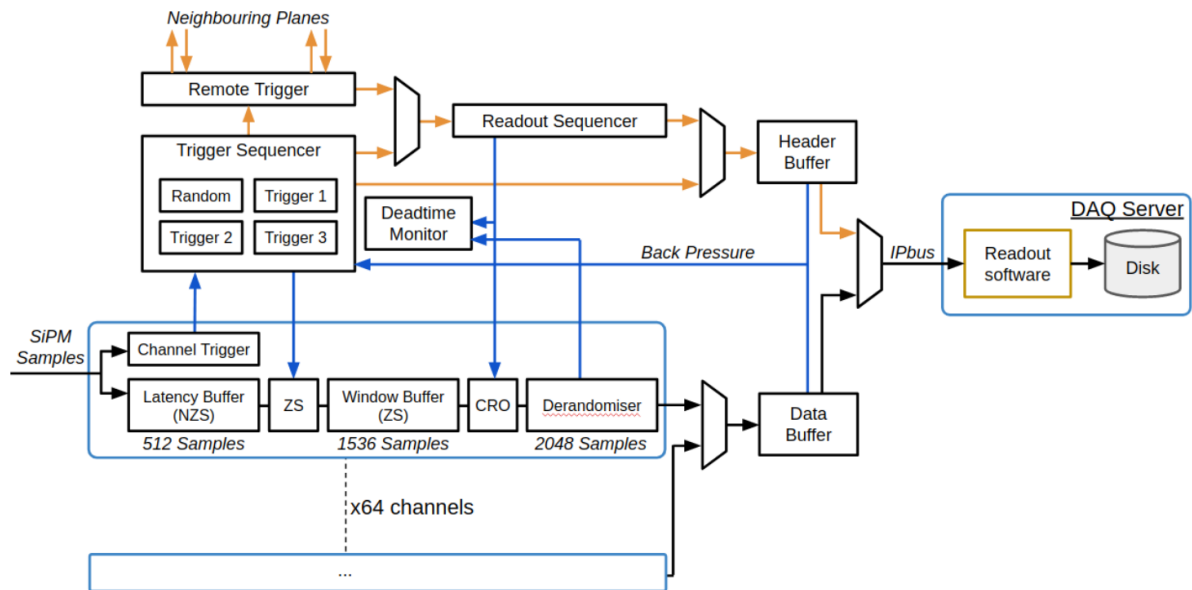 Neighbouring Planes
Remote Trigger
Readout Sequencer
Trigger Sequencer
Random
Trigger 1
Trigger 2
Trigger 3
Header
Buffer
Deadtime
Monitor
Back Pressure
IPbus
DAQ Server
Readout
software
Disk
SiPM
Samples
Channel Trigger
Latency Buffer
(NZS)
ZS
Window Buffer
(ZS)
CRO
Derandomiser
512 Samples
1536 Samples
2048 Samples
Data
Buffer
x64 channels
...